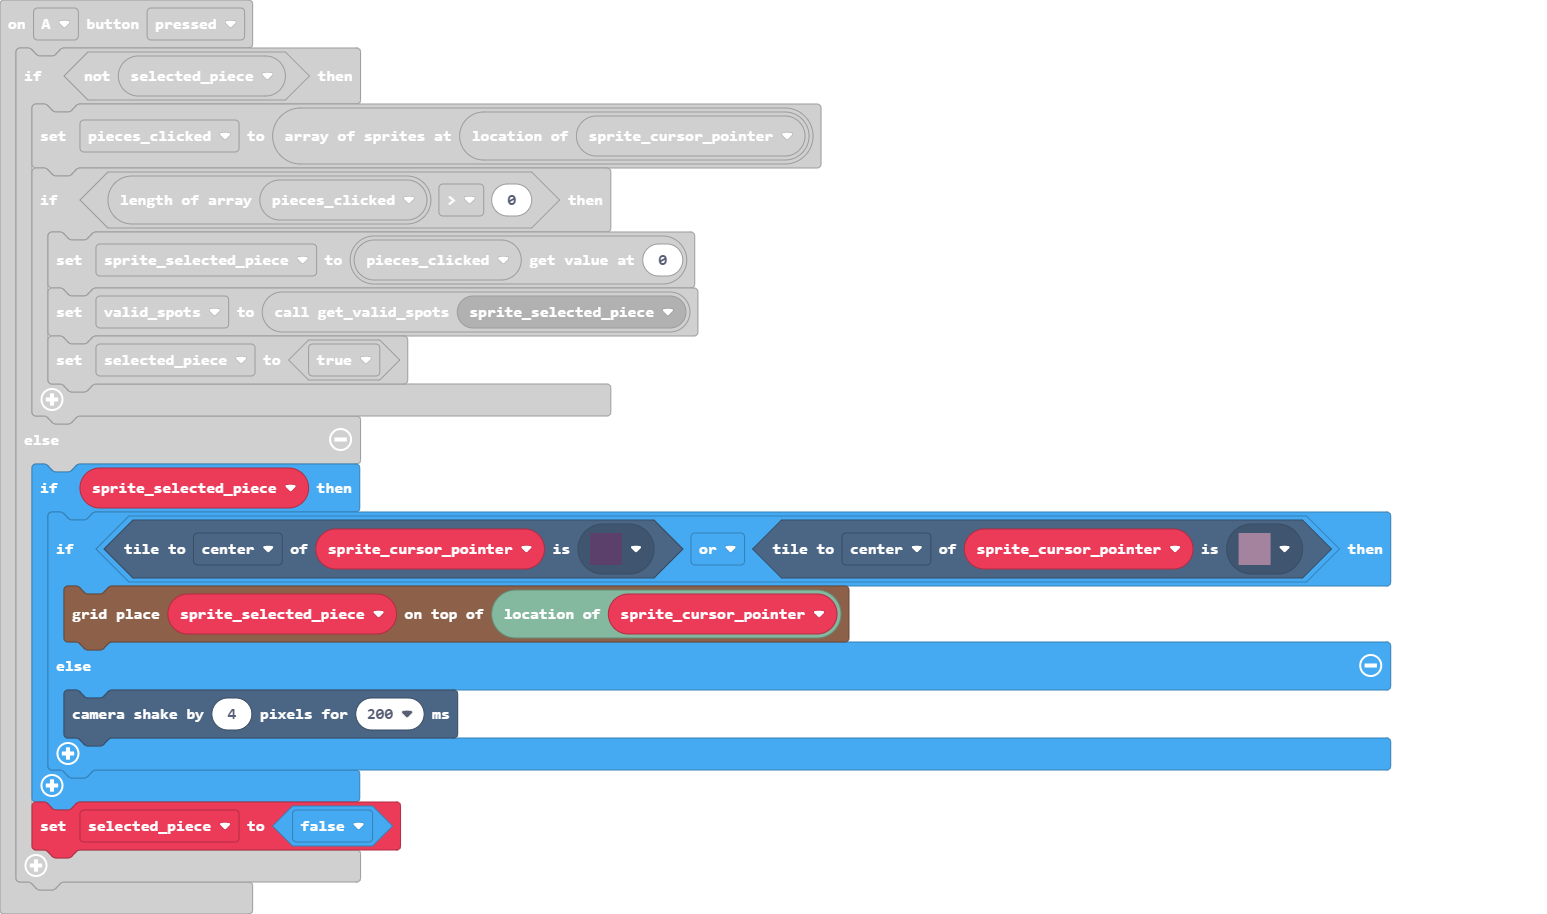 on A button pressed
if not selected_piece then
set pieces_clicked to array of sprites at location of sprite_cursor_pointer
if length of array pieces_clicked > 0 then
set sprite_selected_piece to pieces_clicked get value at 0
set valid_spots to call get_valid_spots sprite_selected_piece
set selected_piece to true
else
if sprite_selected_piece then
if tile to center of sprite_cursor_pointer is or tile to center of sprite_cursor_pointer is then
grid place sprite_selected_piece on top of location of sprite_cursor_pointer
else
camera shake by 4 pixels for 200 ms
set selected_piece to false